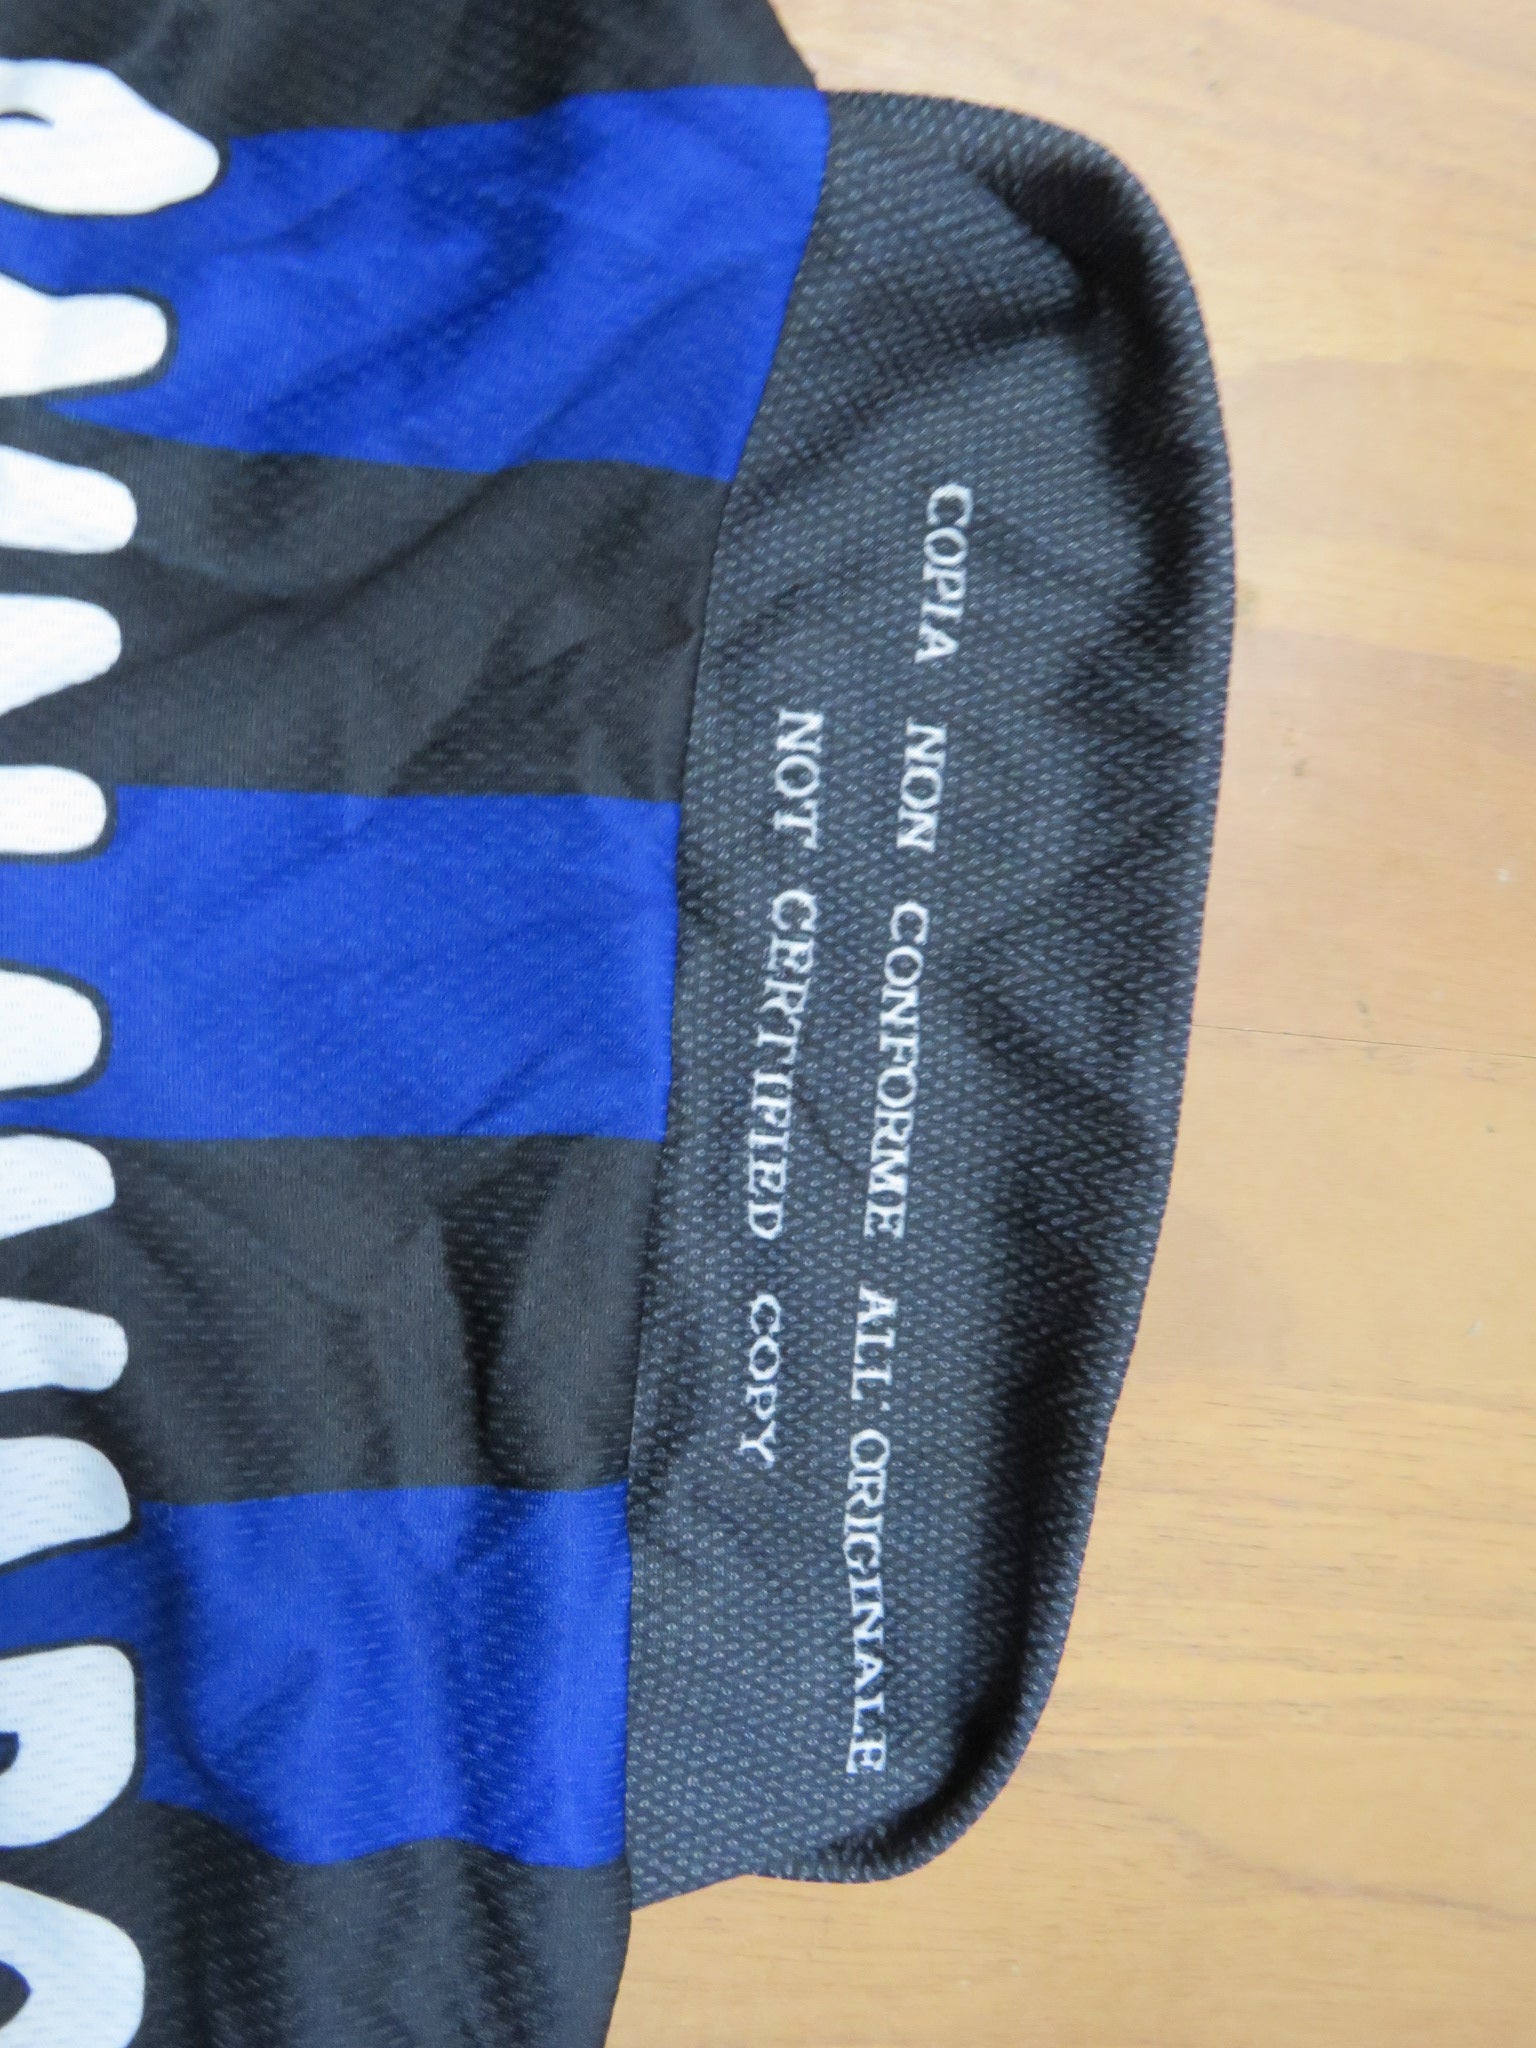 COPIA NON CONFORME ALL'ORIGINALE
NOT CERTIFIED COPY